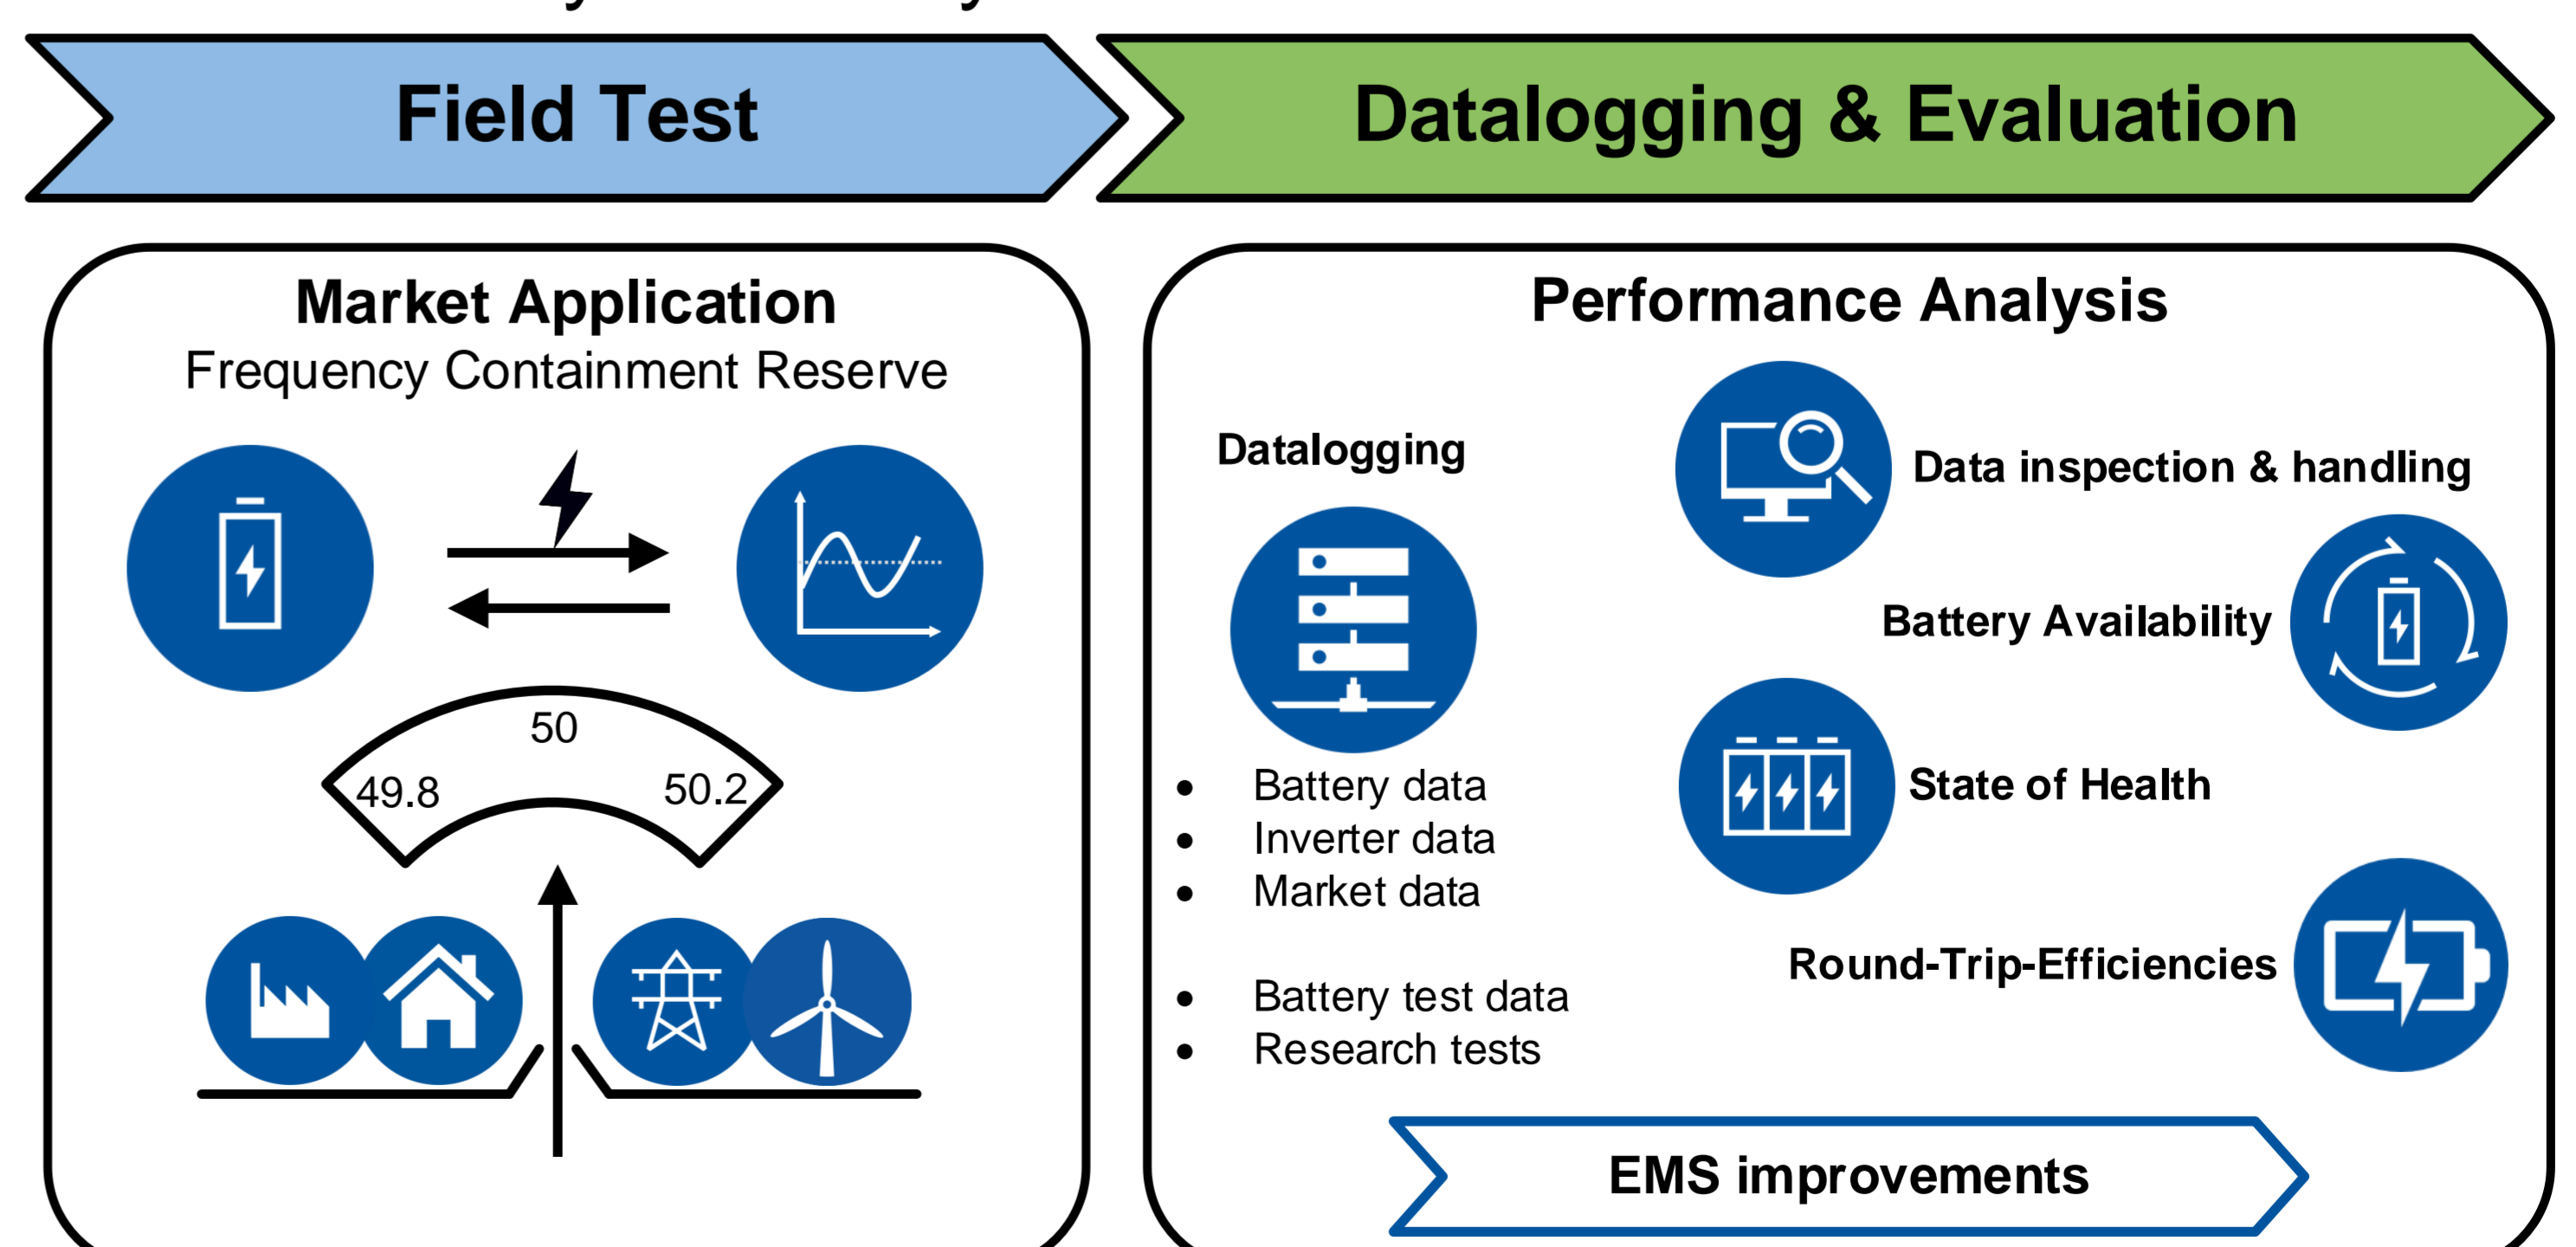 Field Test
Datalogging & Evaluation
Market Application
Frequency Containment Reserve
50
49.8
50.2
Performance Analysis
Datalogging
• Battery data
• Inverter data
• Market data
• Battery test data
• Research tests
Data inspection & handling
Battery Availability
State of Health
Round-Trip-Efficiencies
EMS improvements